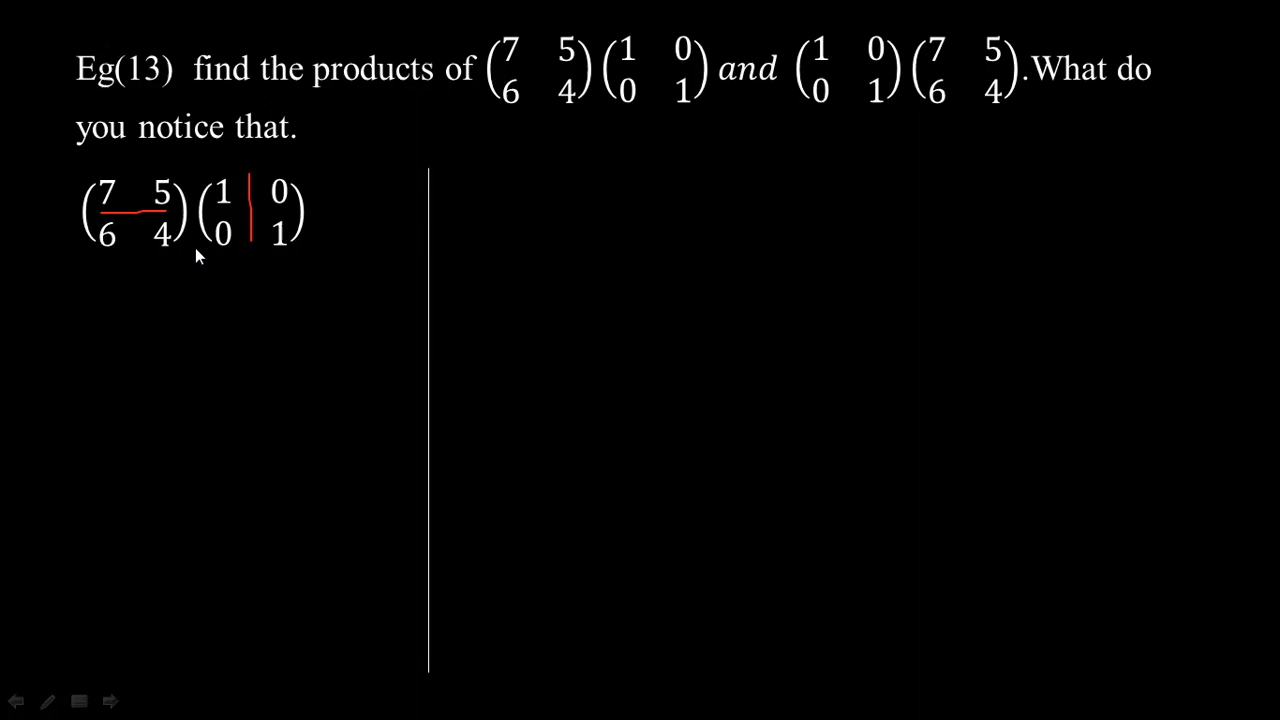 Eg(13) find the products of (7 5
6 4)(1 0
0 1) and (1 0
0 1)(7 5
6 4).What do
you notice that.
(7 5
6 4)(1 0
0 1)